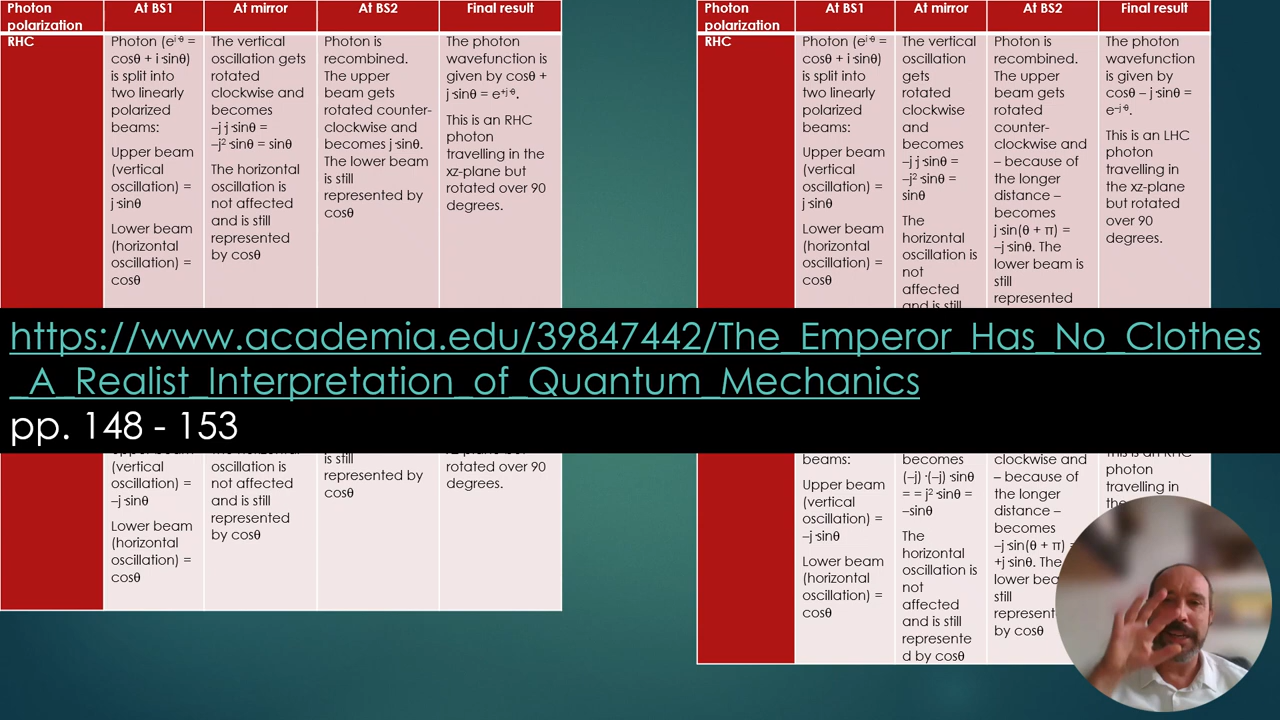 Photon
polarization
At BS1
At mirror
At BS2
Final result
RHC
Photon (e^i·θ =
cosθ + i·sinθ)
is split into
two linearly
polarized
beams:
Upper beam
(vertical
oscillation) =
j·sinθ
Lower beam
(horizontal
oscillation) =
cosθ
The vertical
oscillation gets
rotated
clockwise and
becomes
–j·j·sinθ =
–j²·sinθ = sinθ
The horizontal
oscillation is
not affected
and is still
represented
by cosθ
Photon is
recombined.
The upper
beam gets
rotated counter-
clockwise and
becomes j·sinθ.
The lower beam
is still
represented by
cosθ
The photon
wavefunction is
given by cosθ +
j·sinθ = e^+j·θ.
This is an RHC
photon
travelling in the
xz-plane but
rotated over 90
degrees.
Photon
polarization
At BS1
At mirror
At BS2
Final result
RHC
Photon (e^i·θ =
cosθ + i·sinθ)
is split into
two linearly
polarized
beams:
Upper beam
(vertical
oscillation) =
j·sinθ
Lower beam
(horizontal
oscillation) =
cosθ
The vertical
oscillation
gets
rotated
clockwise
and
becomes
–j·j·sinθ =
–j²·sinθ =
sinθ
The
horizontal
oscillation is
not
affected
and is still
Photon is
recombined.
The upper
beam gets
rotated
counter-
clockwise and
– because of
the longer
distance –
becomes
j·sin(θ + π) =
–j·sinθ. The
lower beam is
still
represented
The photon
wavefunction
is given by
cosθ – j·sinθ =
e^–j·θ.
This is an LHC
photon
travelling in
the xz-plane
but rotated
over 90
degrees.
https://www.academia.edu/39847442/The_Emperor_Has_No_Clothes
_A_Realist_Interpretation_of_Quantum_Mechanics
pp. 148 - 153
(vertical
oscillation) =
–j·sinθ
Lower beam
(horizontal
oscillation) =
cosθ
oscillation is
not affected
and is still
represented
by cosθ
is still
represented by
cosθ
rotated over 90
degrees.
beams:
Upper beam
(vertical
oscillation) =
–j·sinθ
Lower beam
(horizontal
oscillation) =
cosθ
becomes
(–j)·(–j)·sinθ
= = j²·sinθ =
–sinθ
The
horizontal
oscillation is
not
affected
and is still
represente
d by cosθ
clockwise and
– because of
the longer
distance –
becomes
–j·sin(θ + π) =
+j·sinθ. The
lower
still
by cosθ
photon
travelling in